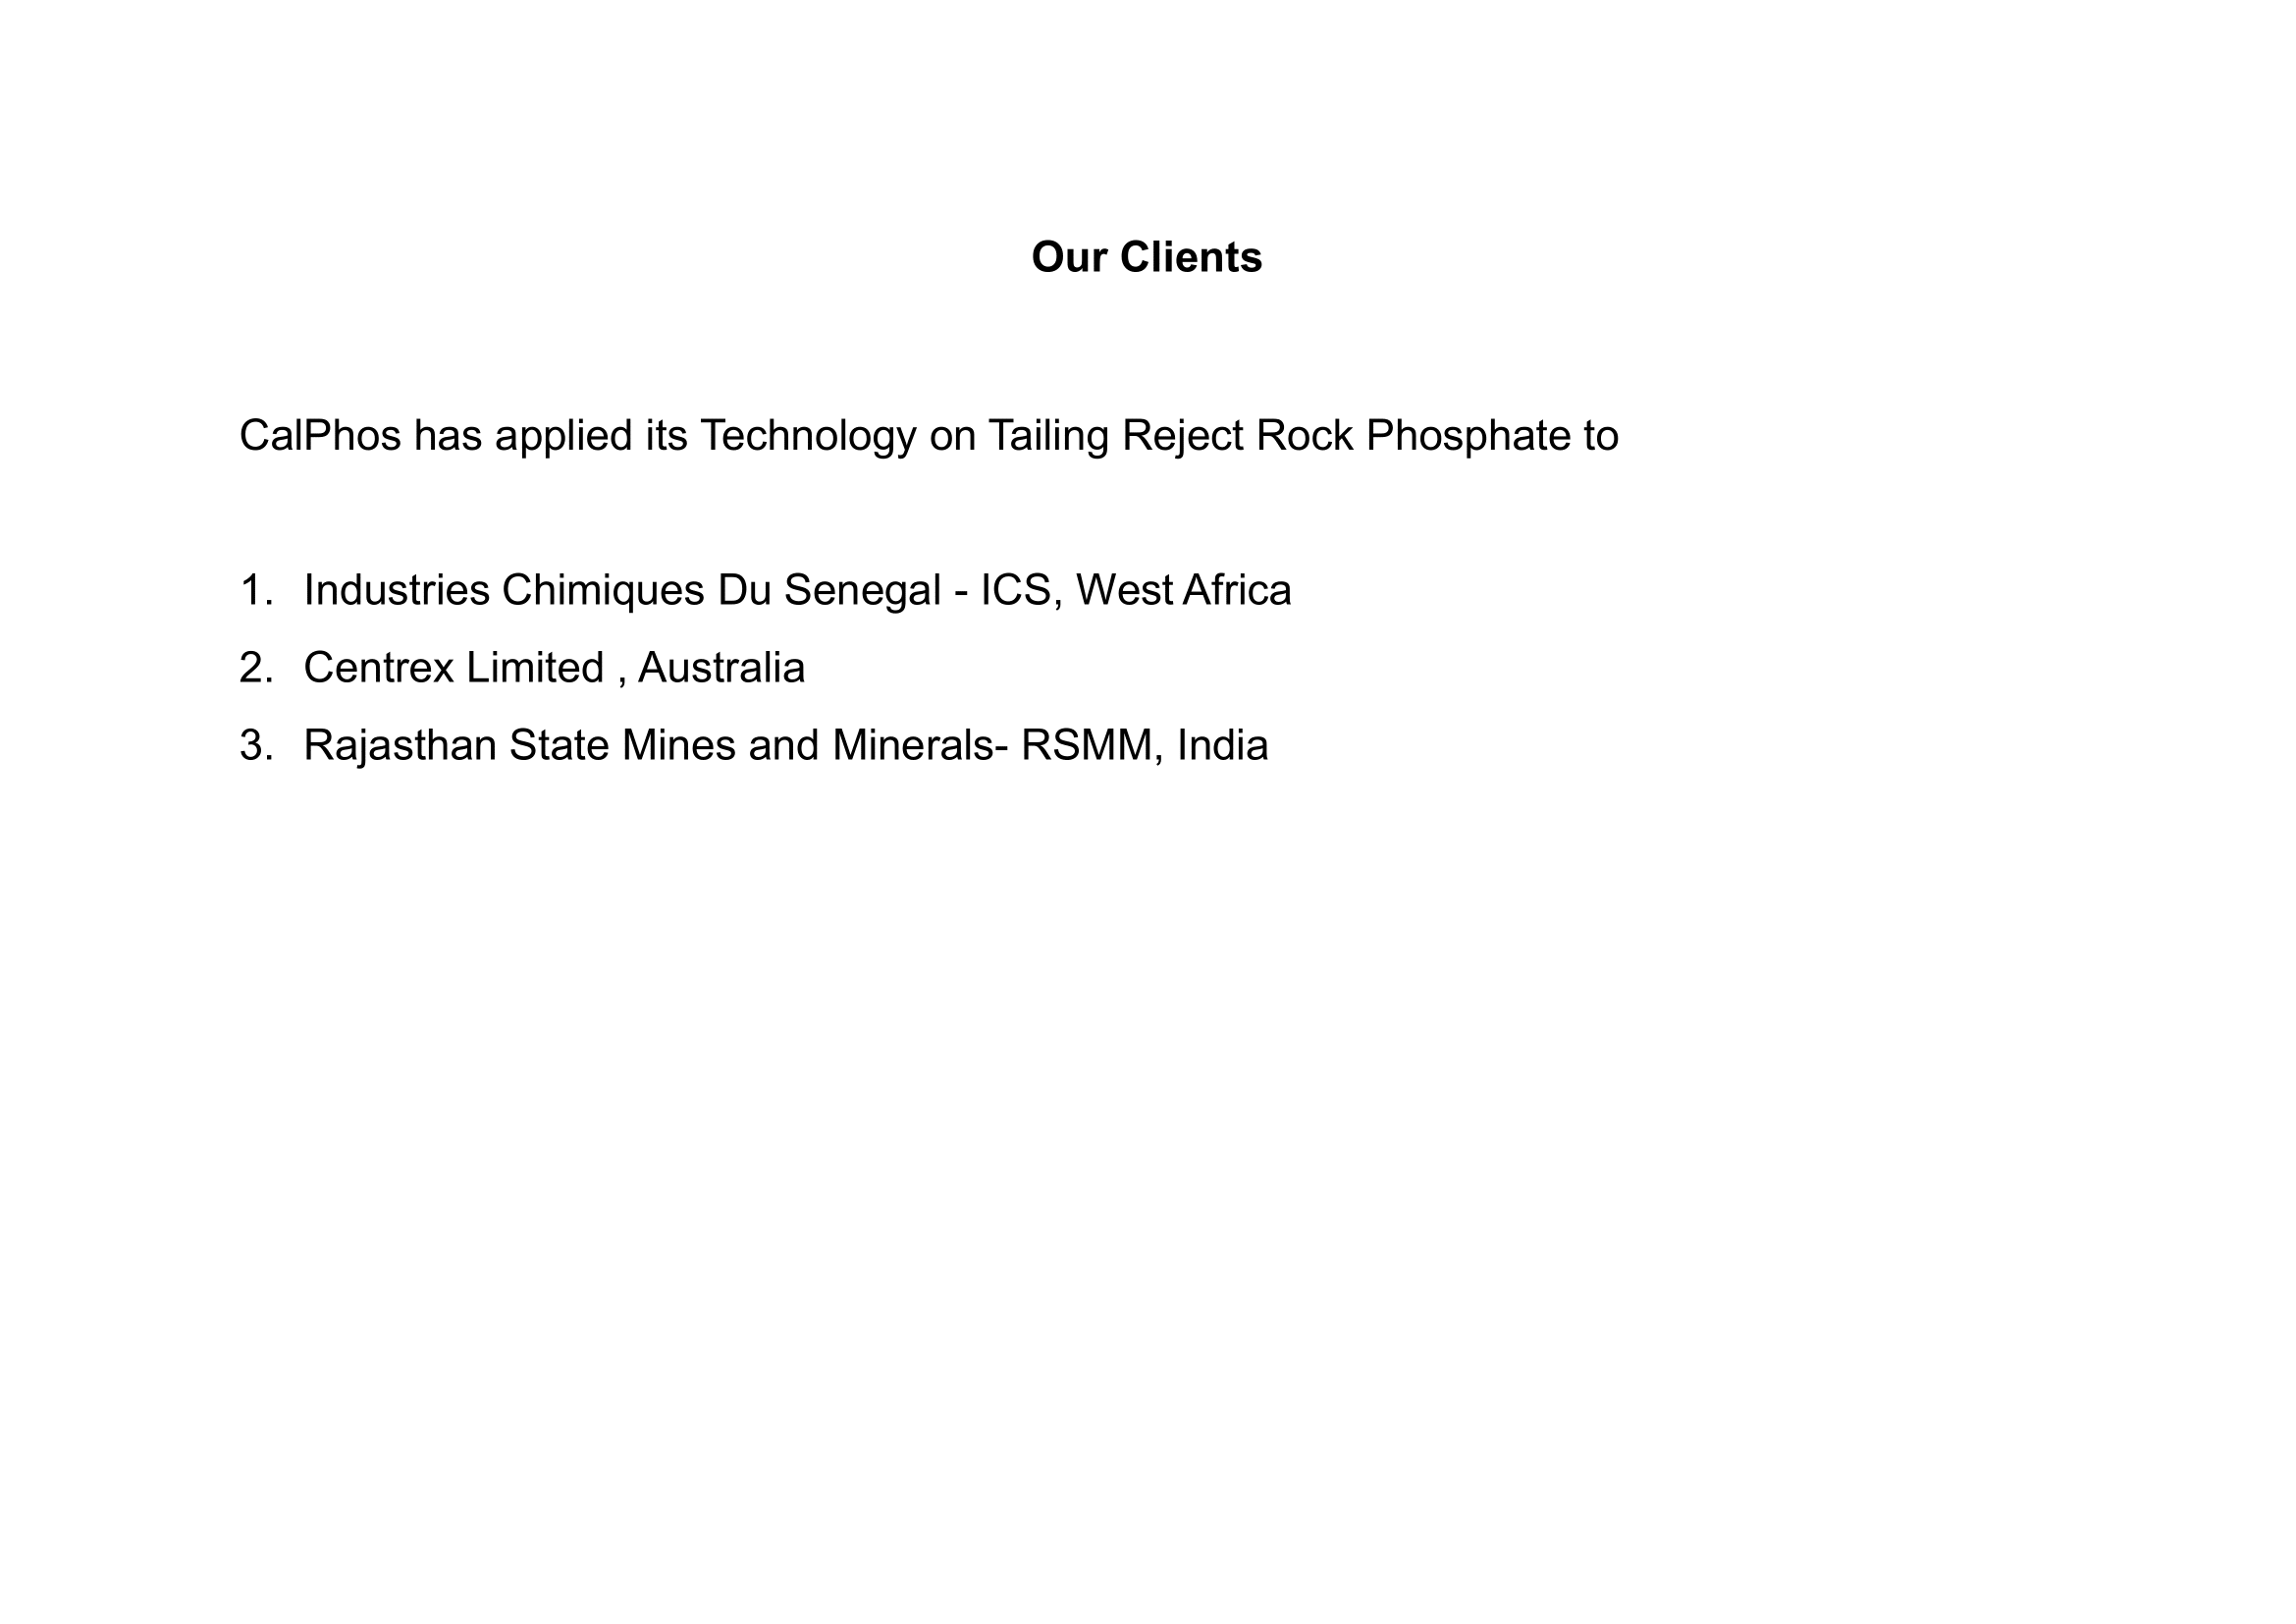 Our Clients
CalPhos has applied its Technology on Tailing Reject Rock Phosphate to
1. Industries Chimiques Du Senegal - ICS, West Africa
2. Centrex Limited , Australia
3. Rajasthan State Mines and Minerals- RSMM, India